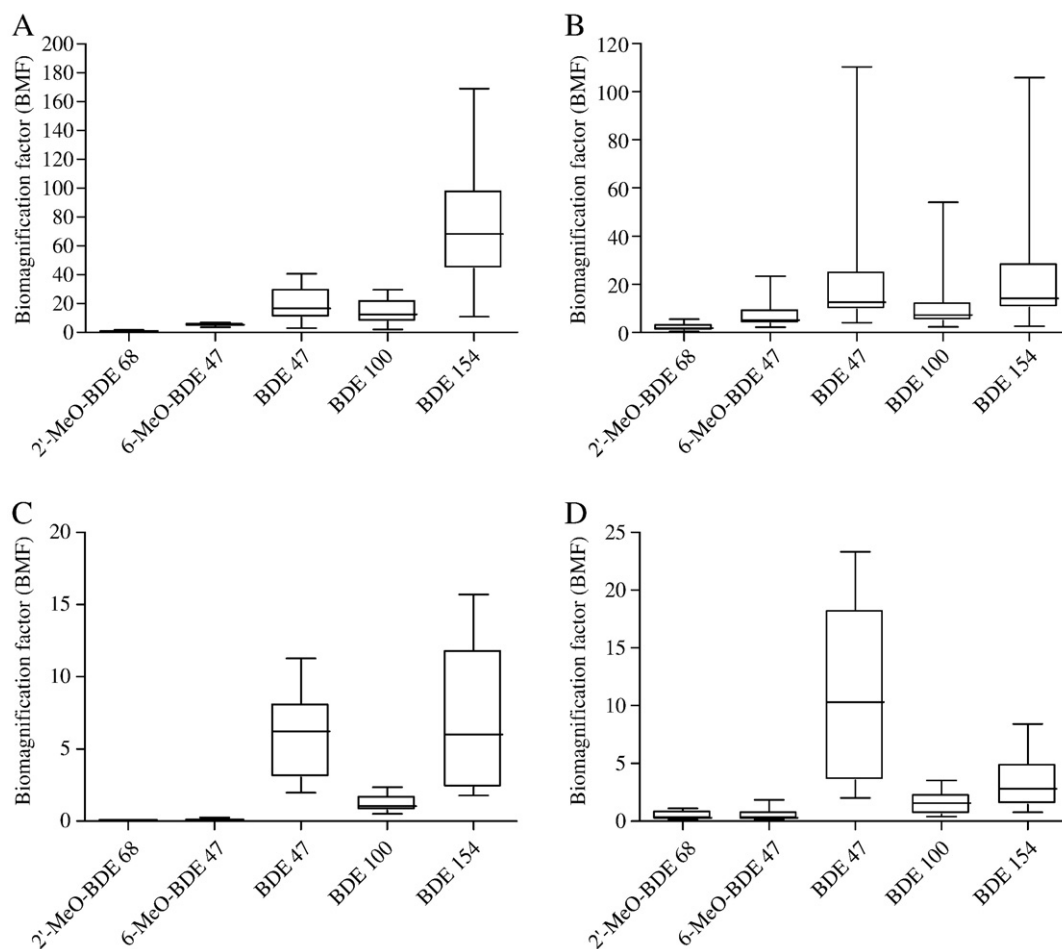 A
Biomagnification factor (BMF)
200
180
160
140
120
100
80
60
40
20
0
2'-MeO-BDE 68
6-MeO-BDE 47
BDE 47
BDE 100
BDE 154
B
Biomagnification factor (BMF)
120
100
80
60
40
20
0
2'-MeO-BDE 68
6-MeO-BDE 47
BDE 47
BDE 100
BDE 154
C
Biomagnification factor (BMF)
20
15
10
5
0
2'-MeO-BDE 68
6-MeO-BDE 47
BDE 47
BDE 100
BDE 154
D
Biomagnification factor (BMF)
25
20
15
10
5
0
2'-MeO-BDE 68
6-MeO-BDE 47
BDE 47
BDE 100
BDE 154